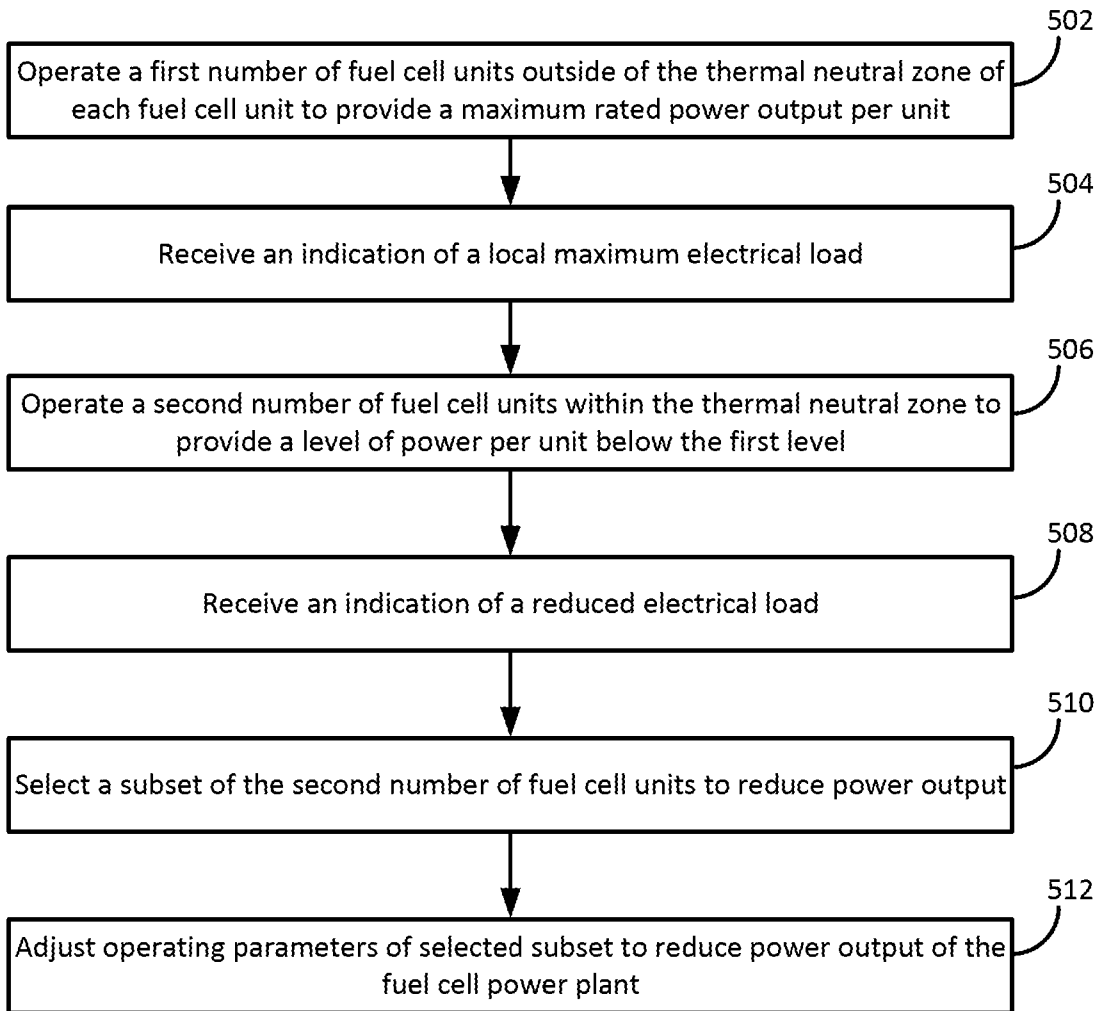 502
Operate a first number of fuel cell units outside of the thermal neutral zone of
each fuel cell unit to provide a maximum rated power output per unit
504
Receive an indication of a local maximum electrical load
506
Operate a second number of fuel cell units within the thermal neutral zone to
provide a level of power per unit below the first level
508
Receive an indication of a reduced electrical load
510
Select a subset of the second number of fuel cell units to reduce power output
512
Adjust operating parameters of selected subset to reduce power output of the
fuel cell power plant